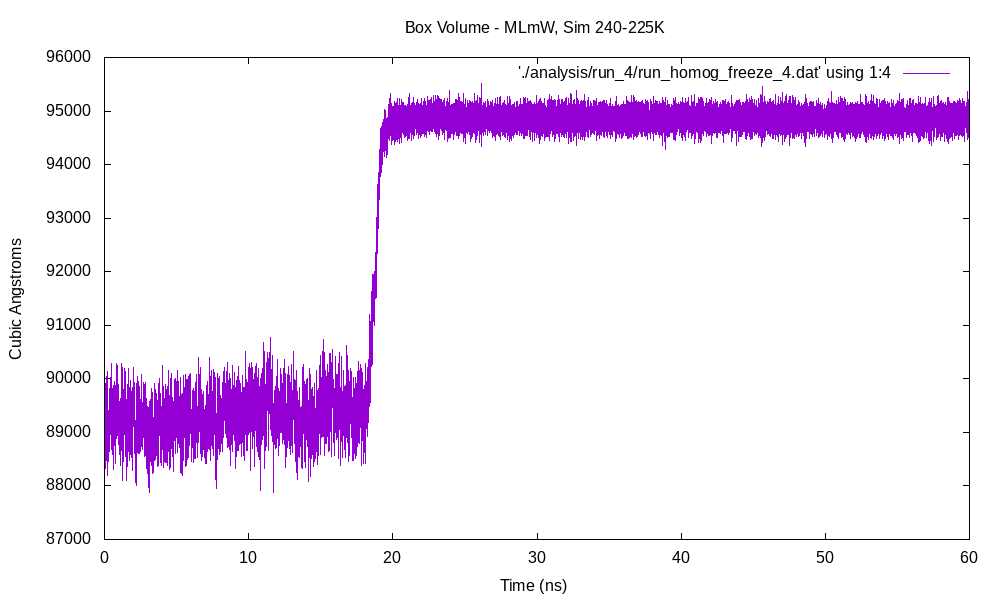 Box Volume - MLmW, Sim 240-225K
'./analysis/run_4/run_homog_freeze_4.dat' using 1:4
96000
95000
94000
93000
92000
91000
90000
89000
88000
87000
Cubic Angstroms
0 10 20 30 40 50 60
Time (ns)